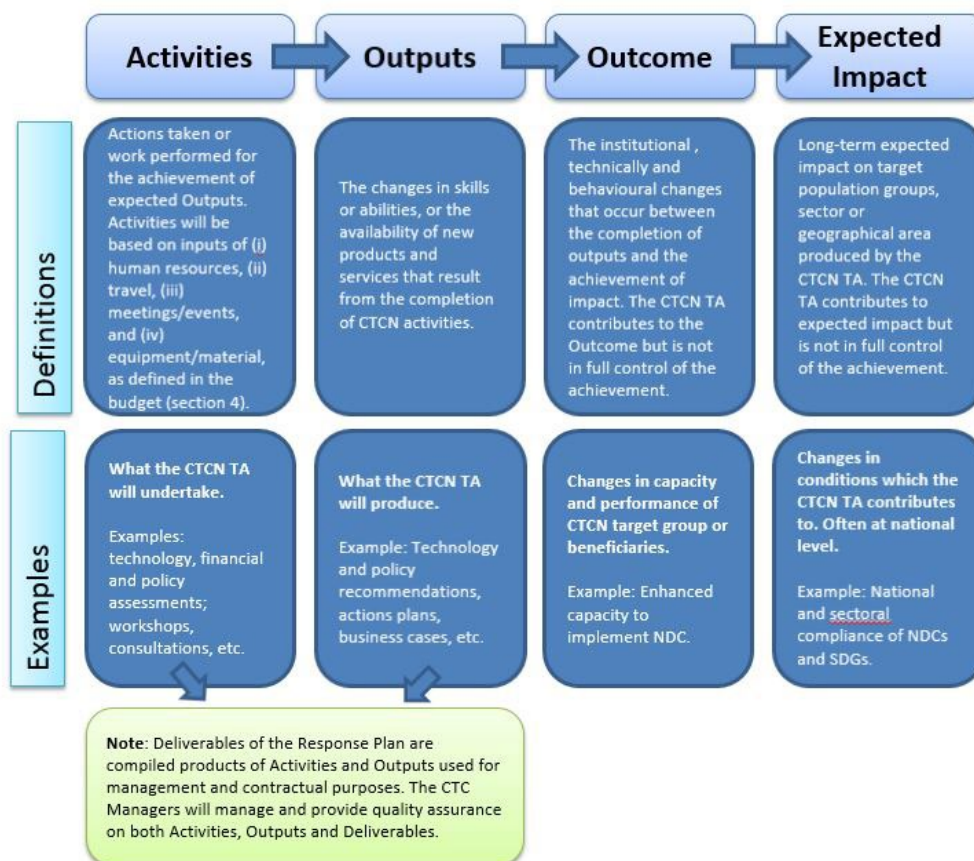 Activities
Outputs
Outcome
Expected
Impact
Definitions
Actions taken or
work performed for
the achievement of
expected Outputs.
Activities will be
based on inputs of (i)
human resources, (ii)
travel, (iii)
meetings/events,
and (iv)
equipment/material,
as defined in the
budget (section 4).
The changes in skills
or abilities, or the
availability of new
products and
services that result
from the completion
of CTCN activities.
The institutional ,
technically and
behavioural changes
that occur between
the completion of
outputs and the
achievement of
impact. The CTCN TA
contributes to the
Outcome but is not
in full control of the
achievement.
Long-term expected
impact on target
population groups,
sector or
geographical area
produced by the
CTCN TA. The CTCN
TA contributes to
expected impact but
is not in full control
of the achievement.
Examples
What the CTCN TA
will undertake.
Examples:
technology, financial
and policy
assessments;
workshops,
consultations, etc.
What the CTCN TA
will produce.
Example: Technology
and policy
recommendations,
actions plans,
business cases, etc.
Changes in capacity
and performance of
CTCN target group or
beneficiaries.
Example: Enhanced
capacity to
implement NDC.
Changes in
conditions which the
CTCN TA contributes
to. Often at national
level.
Example: National
and sectoral
compliance of NDCs
and SDGs.
Note: Deliverables of the Response Plan are
compiled products of Activities and Outputs used for
management and contractual purposes. The CTC
Managers will manage and provide quality assurance
on both Activities, Outputs and Deliverables.